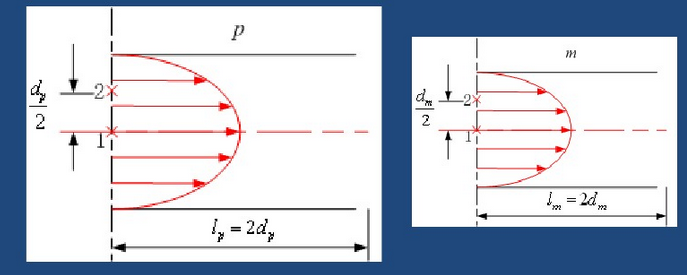 p
d_p/2
2
1
l_p = 2d_p
m
d_m/2
2
1
l_m = 2d_m